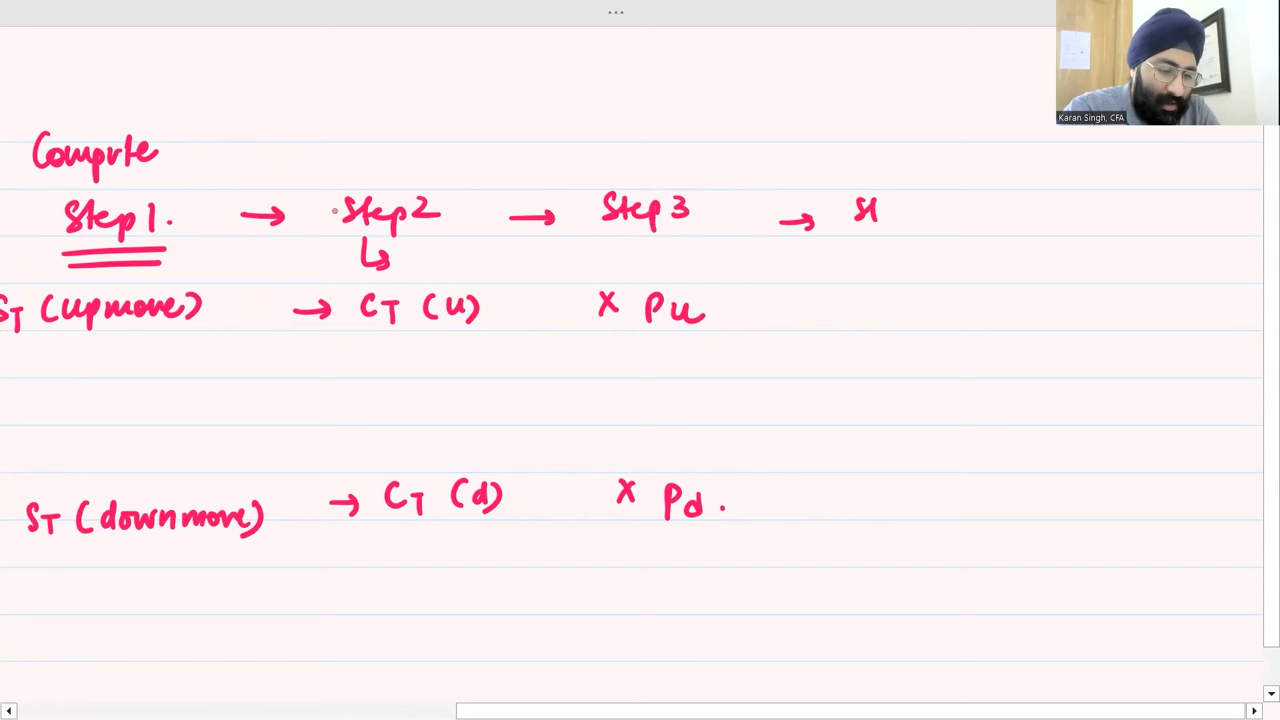 Karan Singh, CFA
Compute
Step 1. → Step 2 → Step 3 → St
ST (upmove) → CT (u) x Pu
ST (downmove) → CT (d) x Pd.